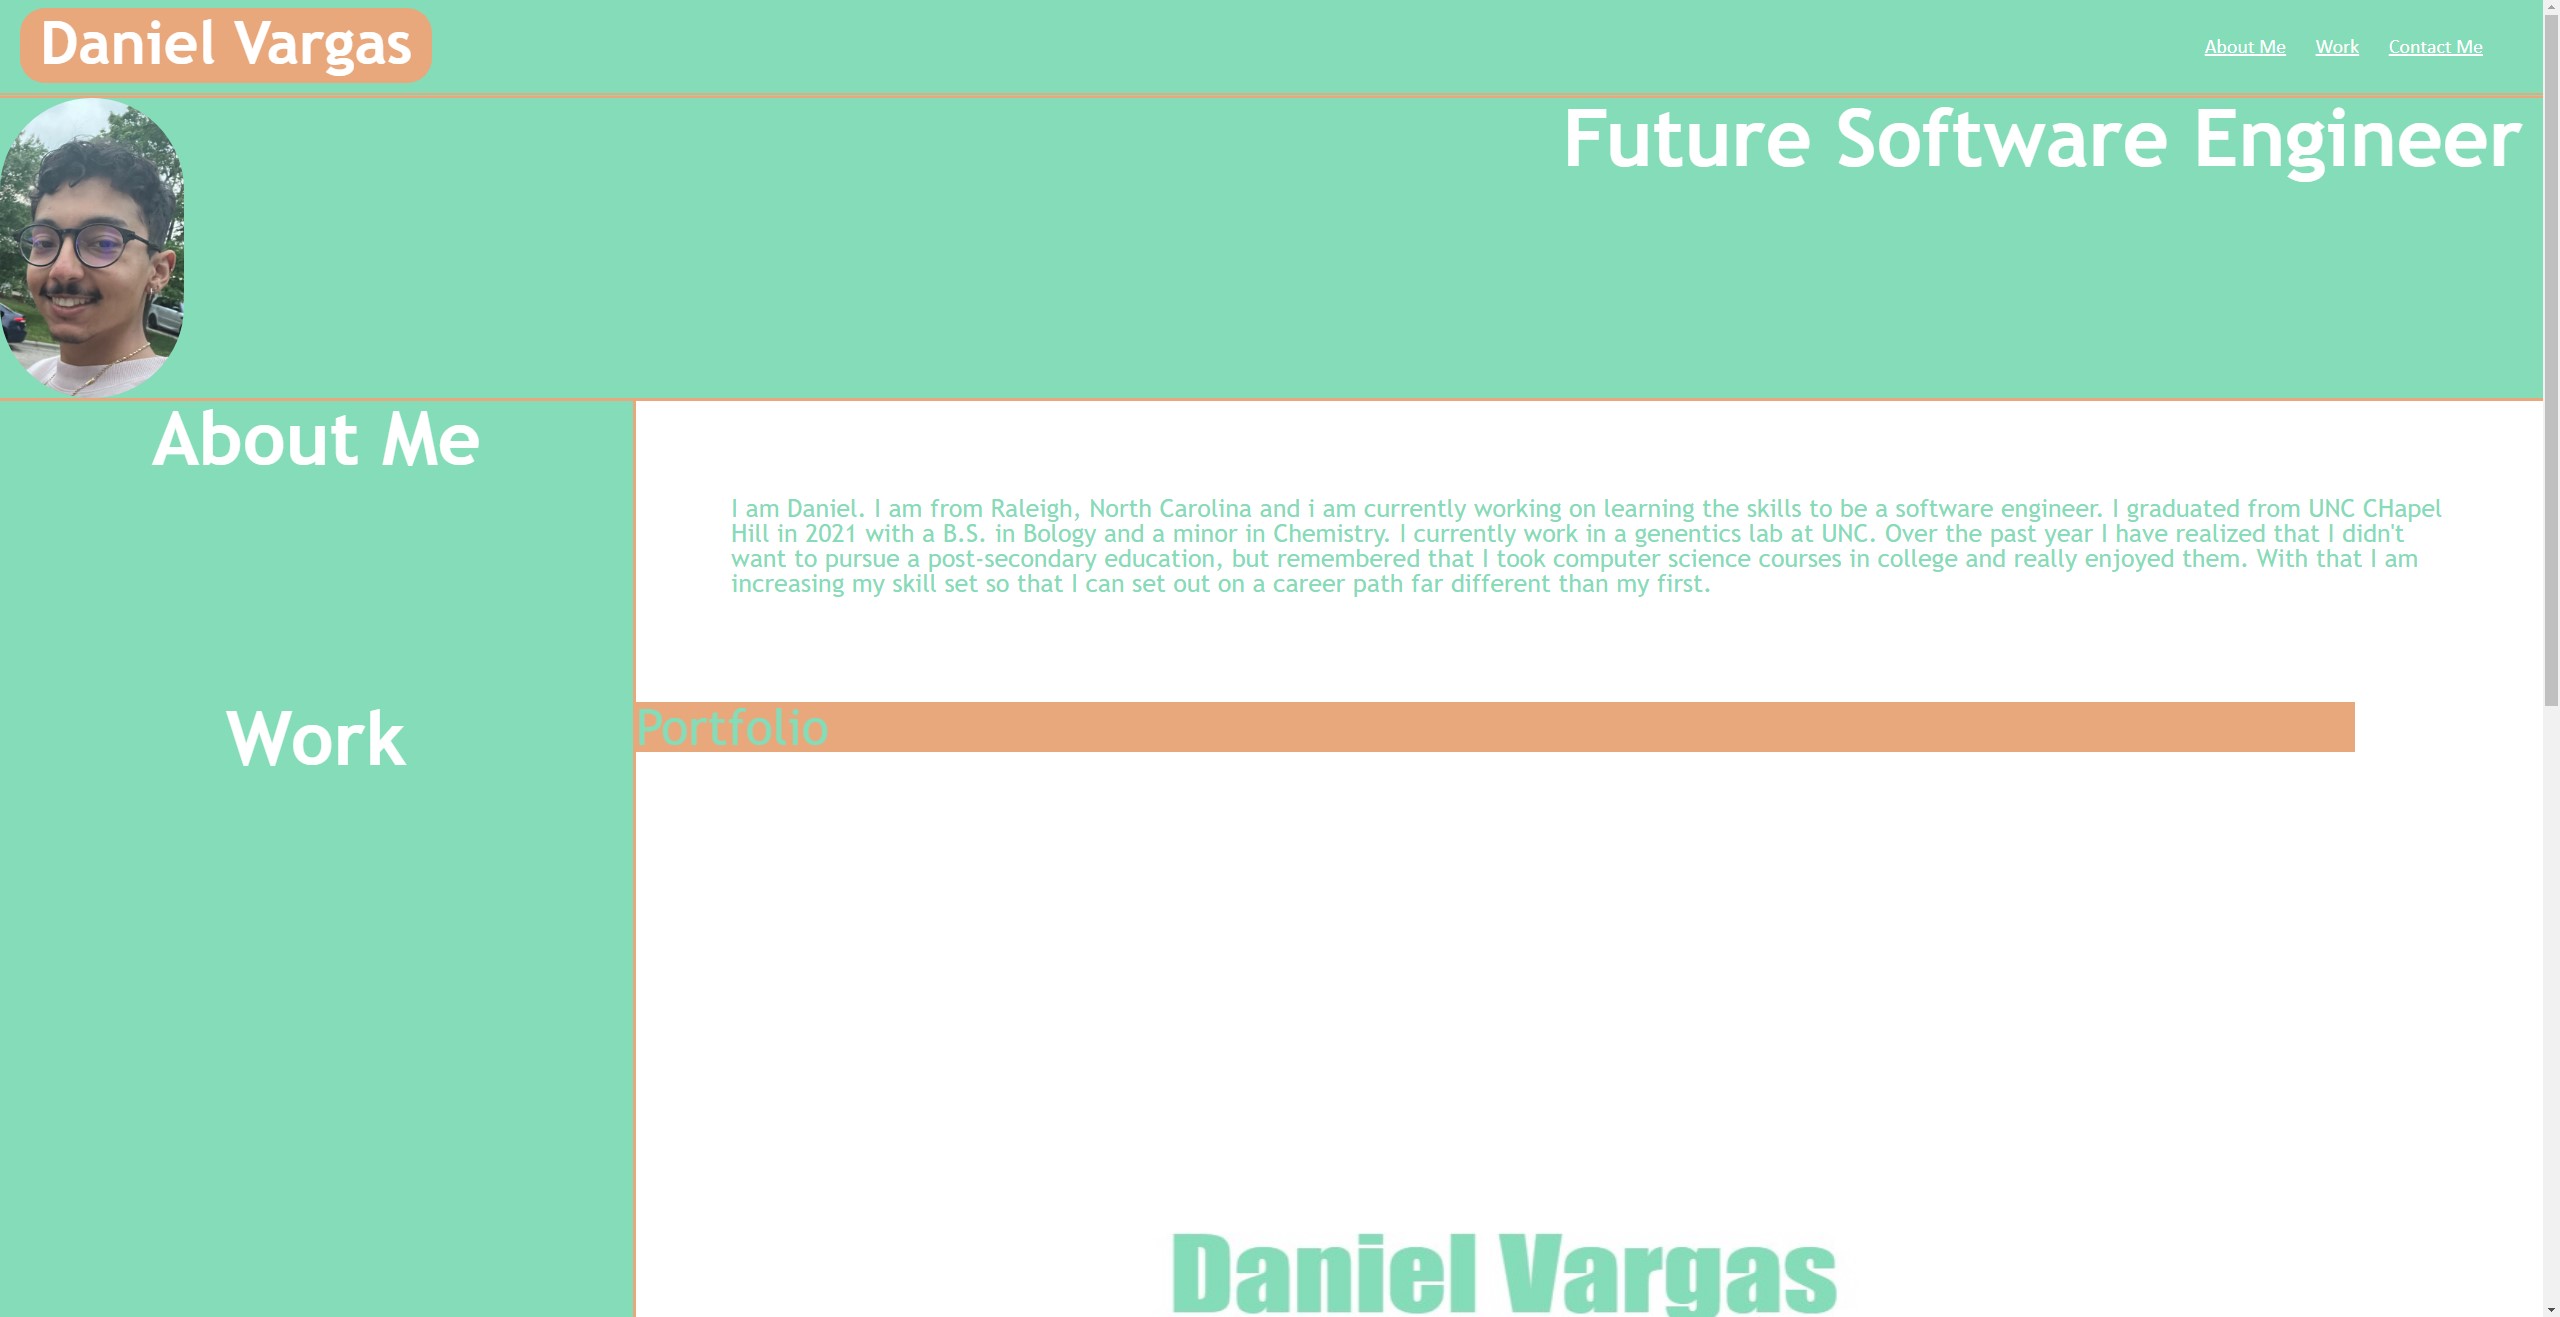 Daniel Vargas
About Me Work Contact Me
Future Software Engineer
About Me
I am Daniel. I am from Raleigh, North Carolina and i am currently working on learning the skills to be a software engineer. I graduated from UNC CHapel
Hill in 2021 with a B.S. in Bology and a minor in Chemistry. I currently work in a genentics lab at UNC. Over the past year I have realized that I didn't
want to pursue a post-secondary education, but remembered that I took computer science courses in college and really enjoyed them. With that I am
increasing my skill set so that I can set out on a career path far different than my first.
Work
Portfolio
Daniel Vargas